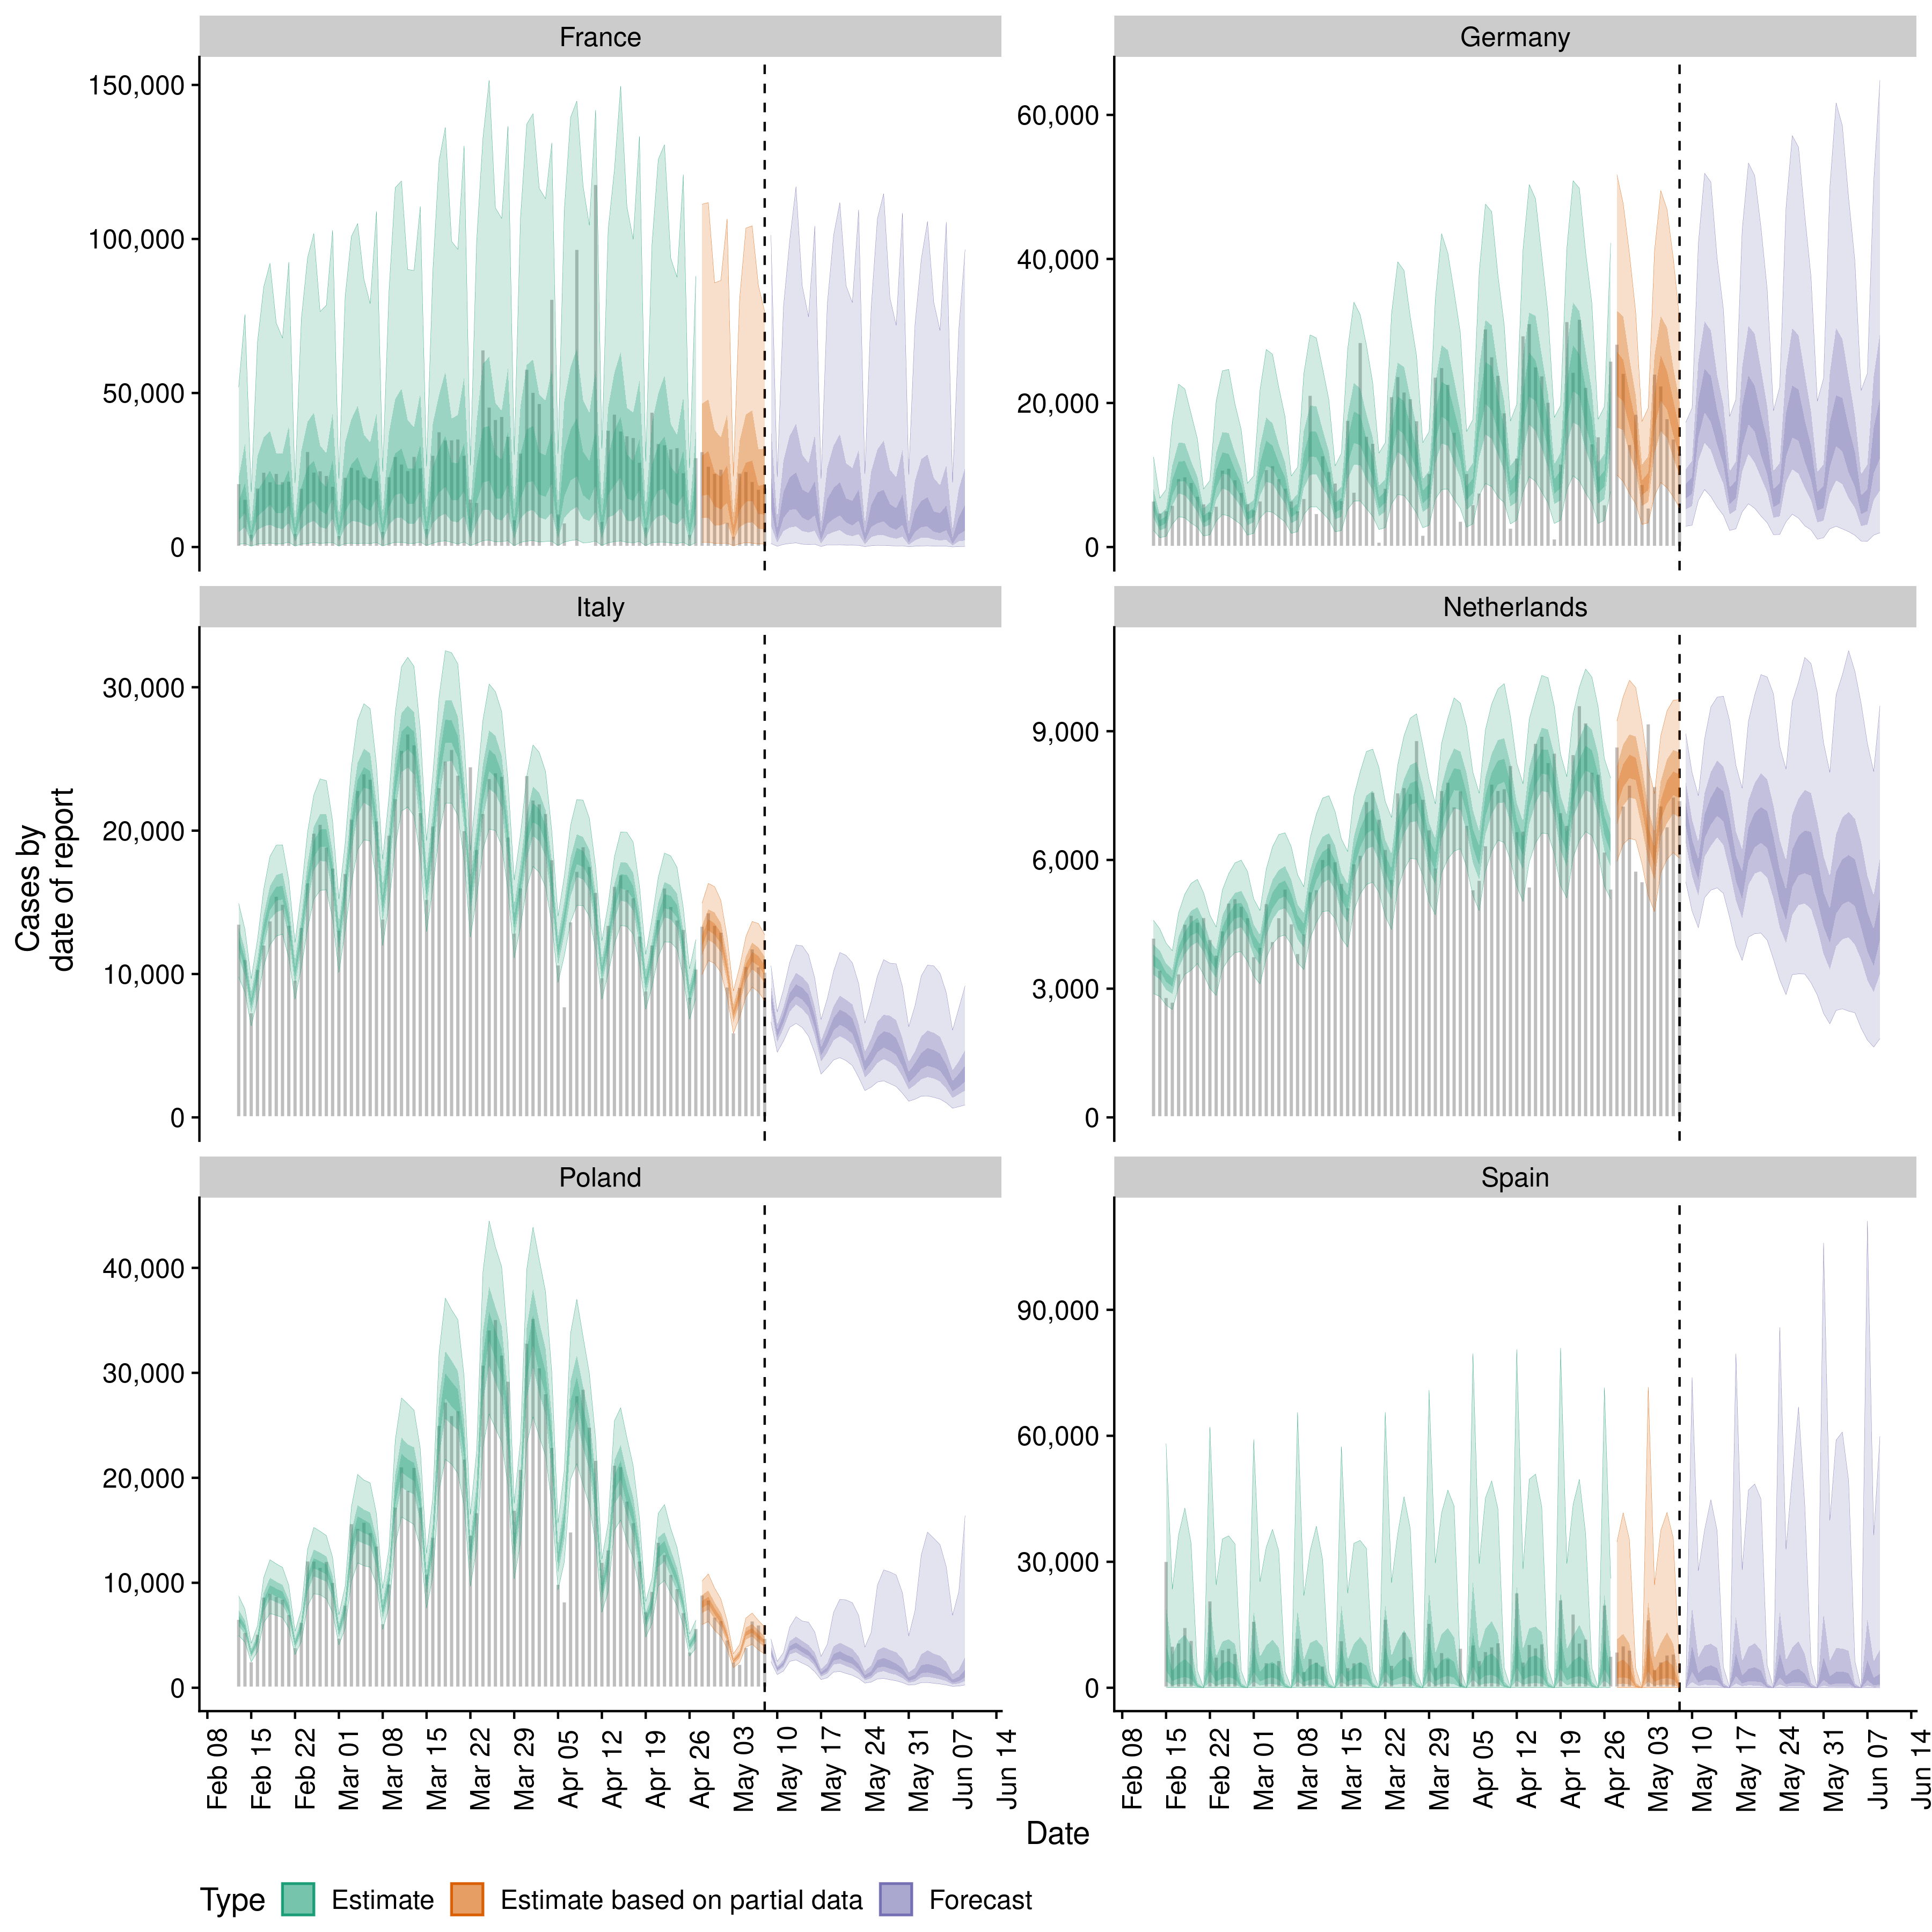 France
Germany
150,000
100,000
50,000
0
60,000
40,000
20,000
0
Italy
Netherlands
30,000
20,000
10,000
0
9,000
6,000
3,000
0
Poland
Spain
40,000
30,000
20,000
10,000
0
90,000
60,000
30,000
0
Cases by
date of report
Feb 08
Feb 15
Feb 22
Mar 01
Mar 08
Mar 15
Mar 22
Mar 29
Apr 05
Apr 12
Apr 19
Apr 26
May 03
May 10
May 17
May 24
May 31
Jun 07
Jun 14
Feb 08
Feb 15
Feb 22
Mar 01
Mar 08
Mar 15
Mar 22
Mar 29
Apr 05
Apr 12
Apr 19
Apr 26
May 03
May 10
May 17
May 24
May 31
Jun 07
Jun 14
Date
Type Estimate Estimate based on partial data Forecast